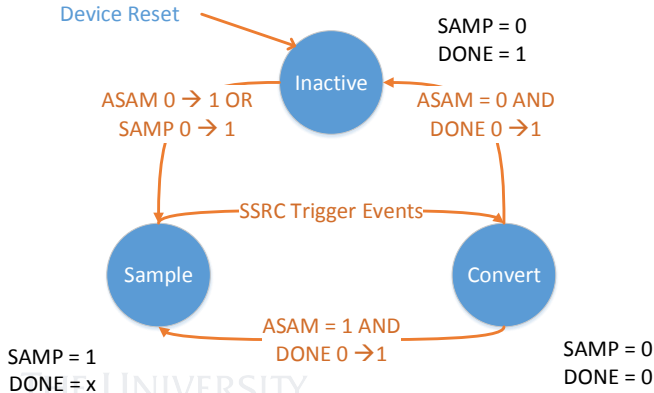 Device Reset
SAMP = 0
DONE = 1
Inactive
ASAM 0 → 1 OR
SAMP 0 → 1
ASAM = 0 AND
DONE 0 →1
SSRC Trigger Events
Sample
Convert
ASAM = 1 AND
DONE 0 →1
SAMP = 1
DONE = x
SAMP = 0
DONE = 0
THE UNIVERSITY